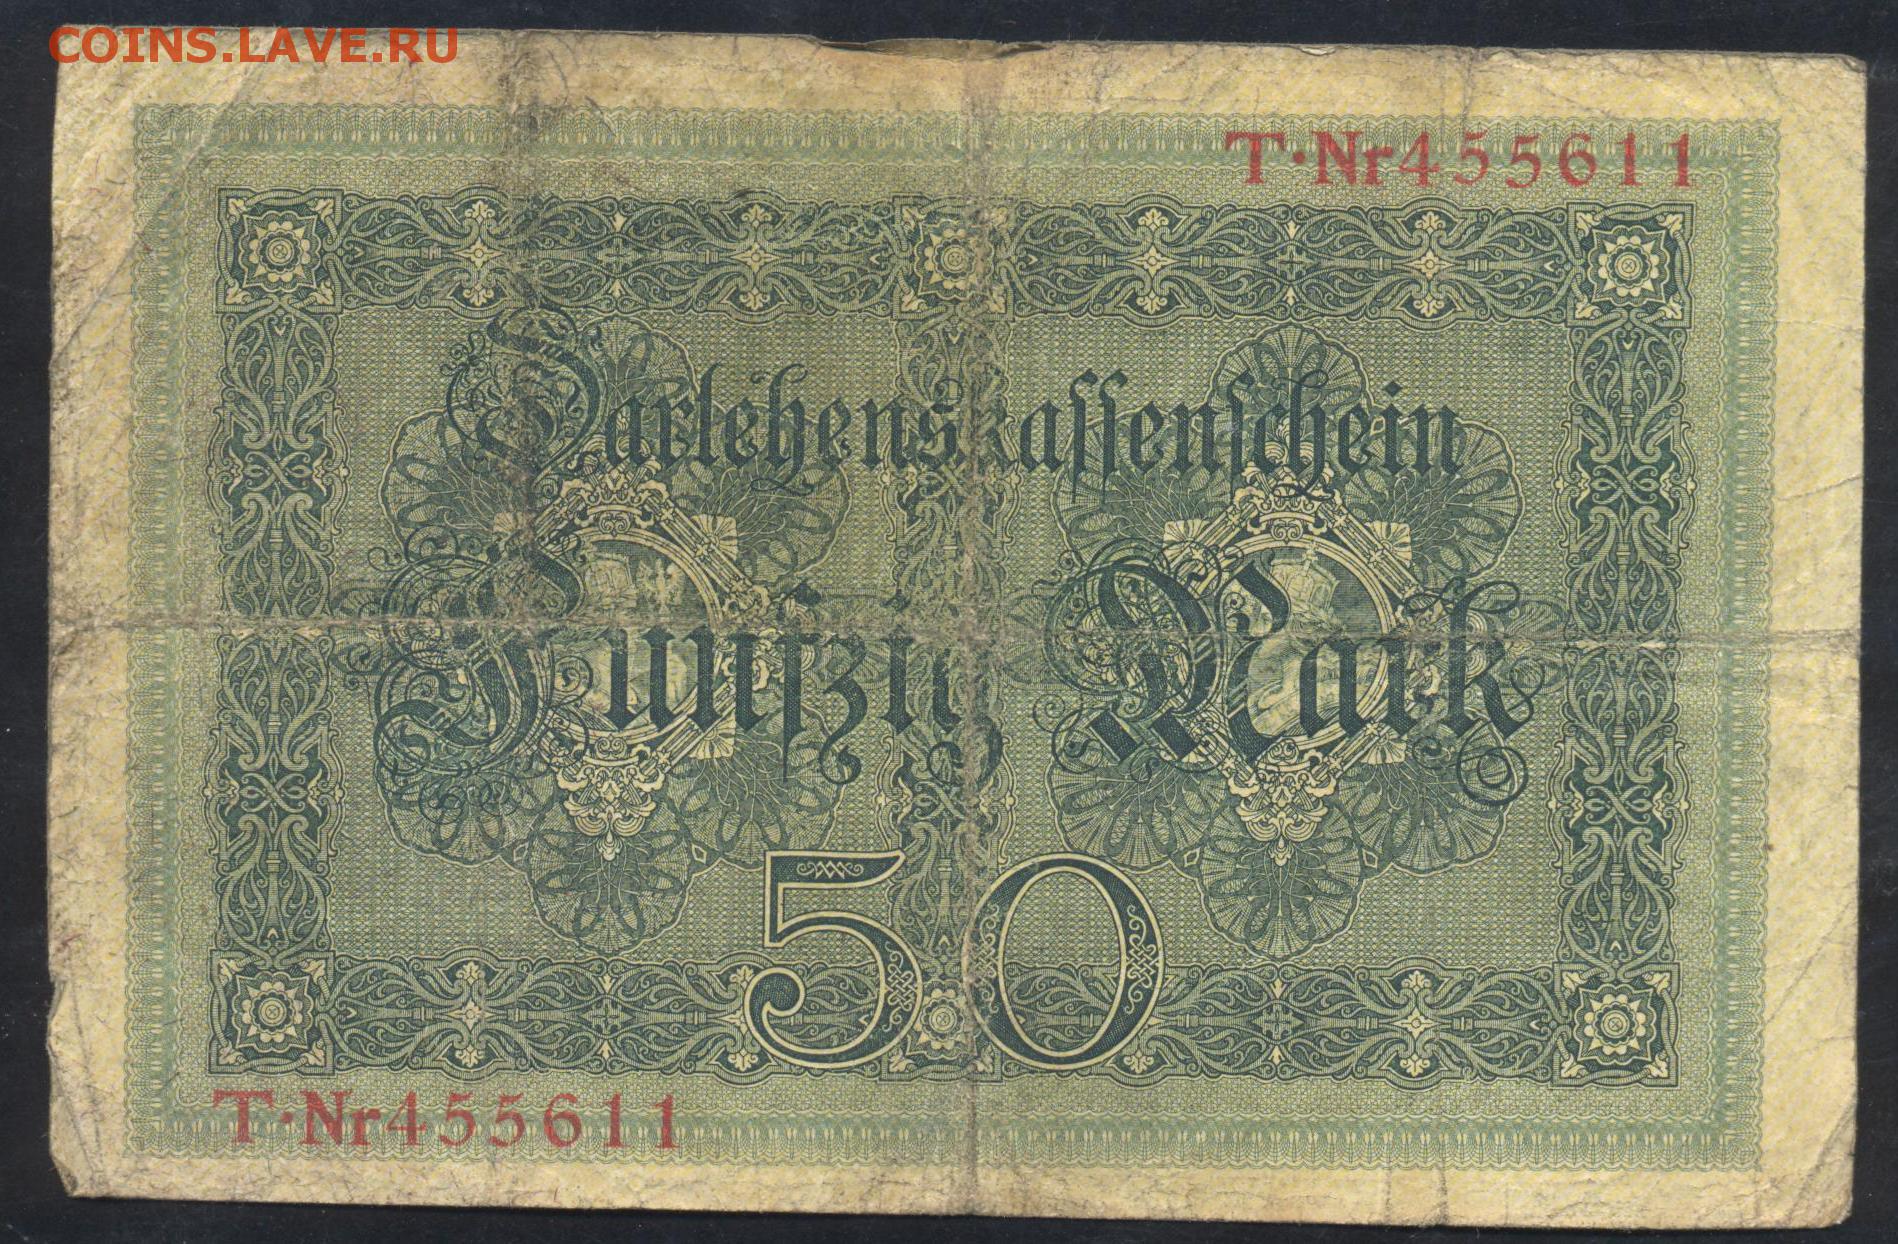 COINS.LAVE.RU
T·Nr455611
Darlehenskassenschein
Fünfzig Mark
50
T·Nr455611